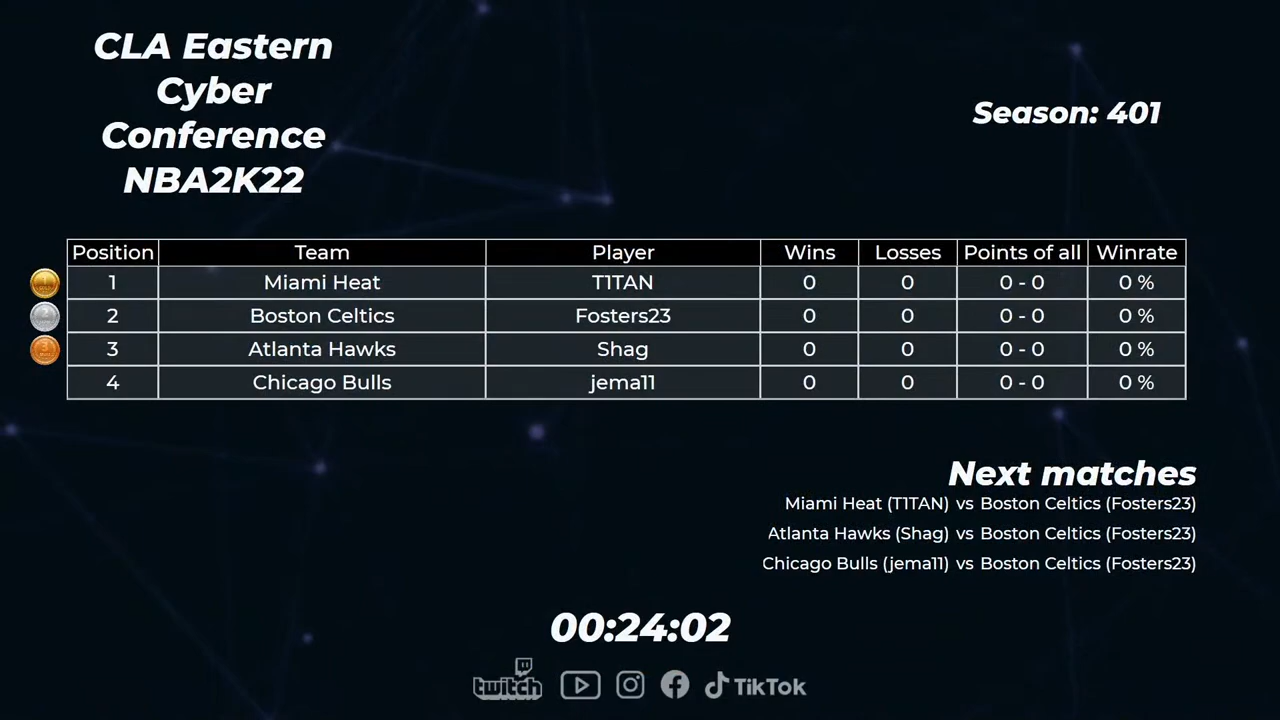 CLA Eastern
Cyber
Conference
NBA2K22
Season: 401
Position Team Player Wins Losses Points of all Winrate
1 Miami Heat T1TAN 0 0 0 - 0 0 %
2 Boston Celtics Fosters23 0 0 0 - 0 0 %
3 Atlanta Hawks Shag 0 0 0 - 0 0 %
4 Chicago Bulls jema11 0 0 0 - 0 0 %
Next matches
Miami Heat (T1TAN) vs Boston Celtics (Fosters23)
Atlanta Hawks (Shag) vs Boston Celtics (Fosters23)
Chicago Bulls (jema11) vs Boston Celtics (Fosters23)
00:24:02
twitch TikTok